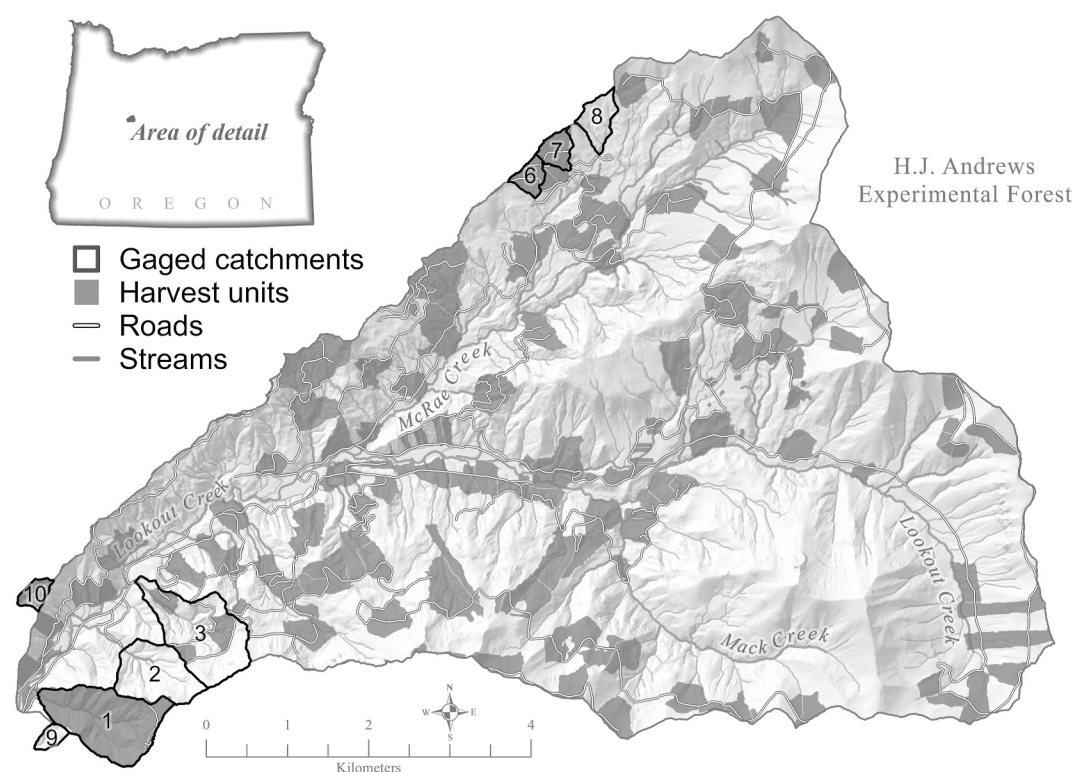 Area of detail
OREGON
H.J. Andrews
Experimental Forest
Gaged catchments
Harvest units
Roads
Streams
8
7
6
McRae Creek
Lookout Creek
Lookout Creek
Mack Creek
10
3
2
1
9
N
W E
S
0 1 2 4
Kilometers